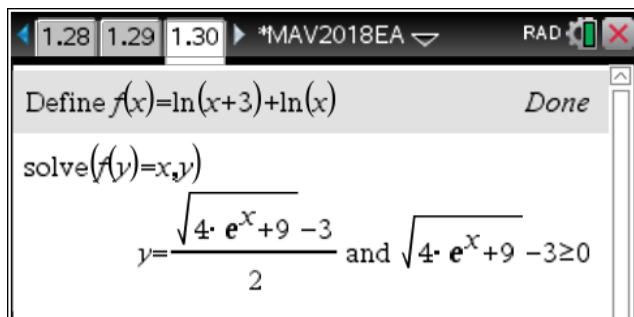 1.28 1.29 1.30 *MAV2018EA RAD
Define f(x)=ln(x+3)+ln(x) Done
solve(f(y)=x,y)
y=(√(4·e^x+9) -3)/2 and √(4·e^x+9) -3≥0